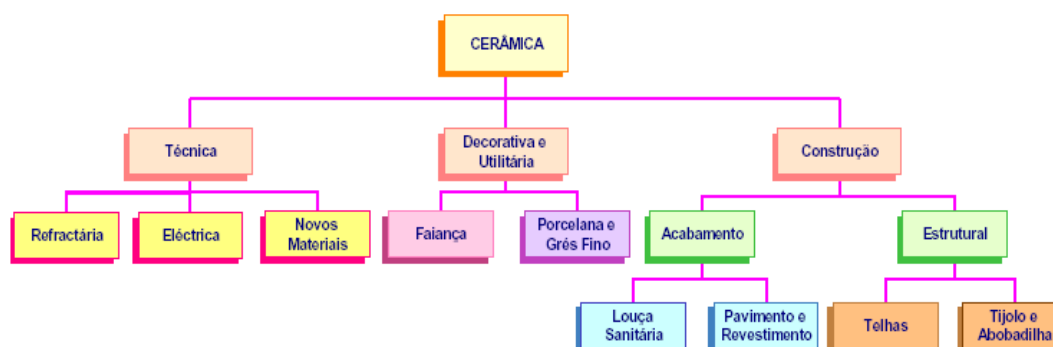 CERÂMICA
Técnica
Decorativa e
Utilitária
Construção
Refractária
Eléctrica
Novos
Materiais
Faiança
Porcelana e
Grés Fino
Acabamento
Estrutural
Louça
Sanitária
Pavimento e
Revestimento
Telhas
Tijolo e
Abobadilha